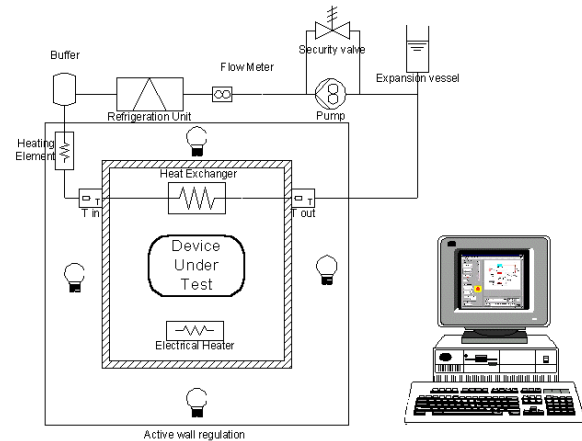 Security valve
Buffer
Flow Meter
Expansion vessel
Refrigeration Unit
Pump
Heating
Element
Heat Exchanger
T
T
T in
T out
Device
Under
Test
Electrical Heater
Active wall regulation